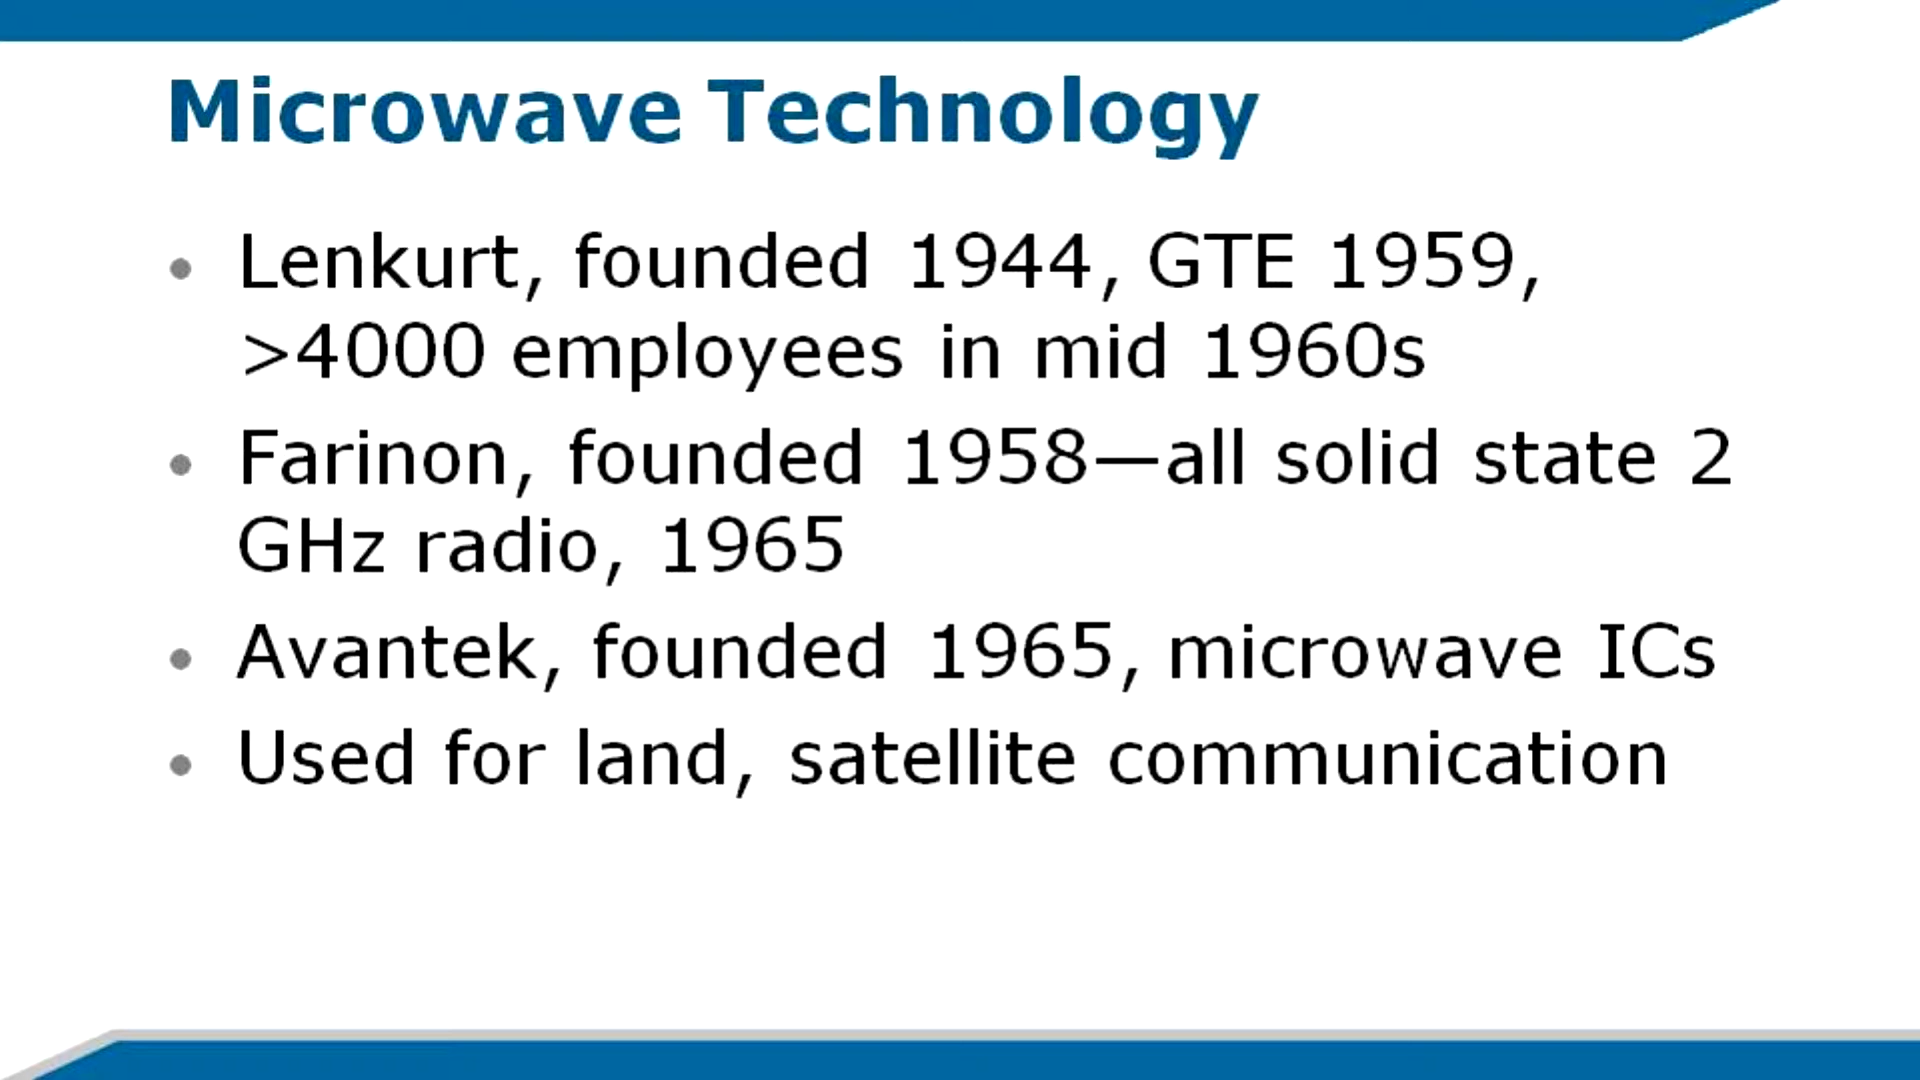 Microwave Technology
• Lenkurt, founded 1944, GTE 1959,
>4000 employees in mid 1960s
• Farinon, founded 1958—all solid state 2
GHz radio, 1965
• Avantek, founded 1965, microwave ICs
• Used for land, satellite communication